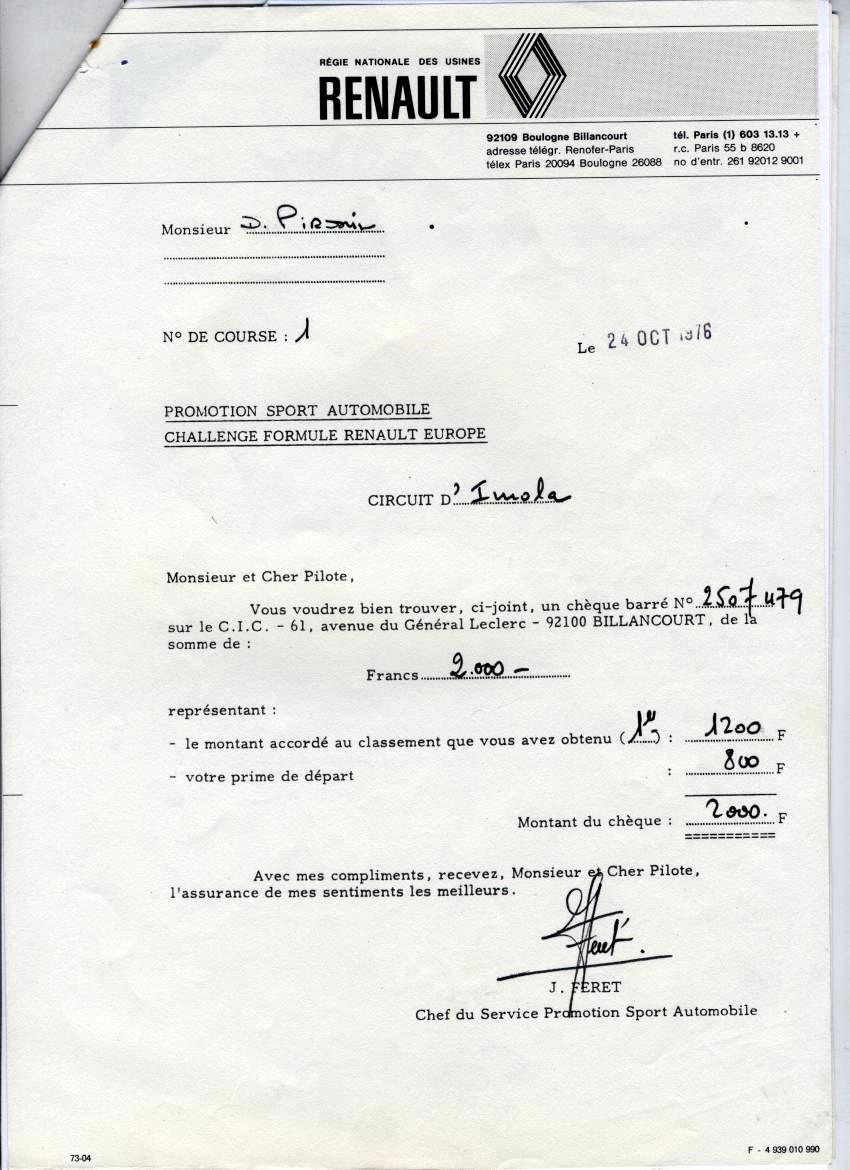 RÉGIE NATIONALE DES USINES
RENAULT
92109 Boulogne Billancourt
adresse télégr. Renofer-Paris
télex Paris 20094 Boulogne 26088
tél. Paris (1) 603 13.13 +
r.c. Paris 55 b 8620
no d'entr. 261 92012 9001
Monsieur D. Pironi
Nº DE COURSE : 1
Le 24 OCT 1976
PROMOTION SPORT AUTOMOBILE
CHALLENGE FORMULE RENAULT EUROPE
CIRCUIT D' Imola
Monsieur et Cher Pilote,
Vous voudrez bien trouver, ci-joint, un chèque barré Nº 2507479
sur le C.I.C. - 61, avenue du Général Leclerc - 92100 BILLANCOURT, de la
somme de :
Francs 2.000 -
représentant :
- le montant accordé au classement que vous avez obtenu (1er) : 1200 F
- votre prime de départ : 800 F
Montant du chèque : 2000. F
Avec mes compliments, recevez, Monsieur et Cher Pilote,
l'assurance de mes sentiments les meilleurs.
Feret.
J. FERET
Chef du Service Promotion Sport Automobile
73-04
F - 4 939 010 990